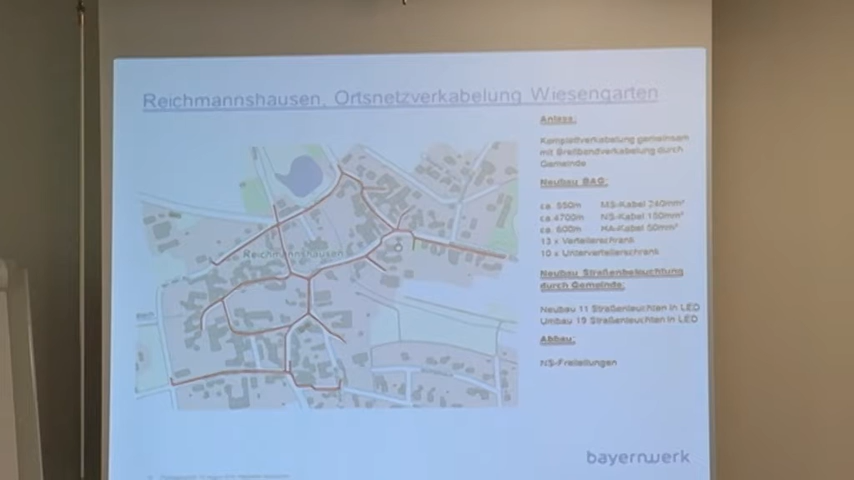 Reichmannshausen, Ortsnetzverkabelung Wiesengarten
Anlass:
Komplettverkabelung gemeinsam
mit Breitbandverkabelung durch
Gemeinde
Neubau BAG:
ca. 550m MS-Kabel 240mm²
ca. 4700m NS-Kabel 150mm²
ca. 600m HA-Kabel 50mm²
13 x Verteilerschrank
10 x Unterverteilerschrank
Reichmannshausen
Neubau Straßenbeleuchtung
durch Gemeinde:
Neubau 11 Straßenleuchten in LED
Umbau 19 Straßenleuchten in LED
Abbau:
NS-Freileitungen
bayernwerk